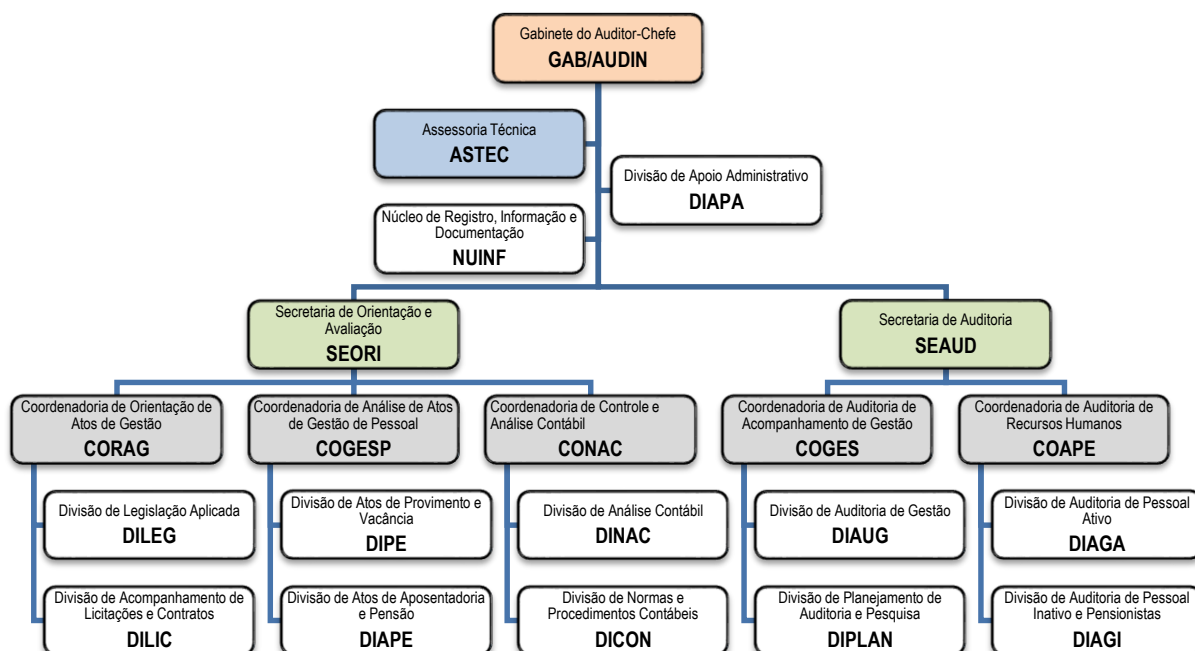 Gabinete do Auditor-Chefe
GAB/AUDIN
Assessoria Técnica
ASTEC
Divisão de Apoio Administrativo
DIAPA
Núcleo de Registro, Informação e
Documentação
NUINF
Secretaria de Orientação e
Avaliação
SEORI
Secretaria de Auditoria
SEAUD
Coordenadoria de Orientação de
Atos de Gestão
CORAG
Coordenadoria de Análise de Atos
de Gestão de Pessoal
COGESP
Coordenadoria de Controle e
Análise Contábil
CONAC
Coordenadoria de Auditoria de
Acompanhamento de Gestão
COGES
Coordenadoria de Auditoria de
Recursos Humanos
COAPE
Divisão de Legislação Aplicada
DILEG
Divisão de Atos de Provimento e
Vacância
DIPE
Divisão de Análise Contábil
DINAC
Divisão de Auditoria de Gestão
DIAUG
Divisão de Auditoria de Pessoal
Ativo
DIAGA
Divisão de Acompanhamento de
Licitações e Contratos
DILIC
Divisão de Atos de Aposentadoria
e Pensão
DIAPE
Divisão de Normas e
Procedimentos Contábeis
DICON
Divisão de Planejamento de
Auditoria e Pesquisa
DIPLAN
Divisão de Auditoria de Pessoal
Inativo e Pensionistas
DIAGI